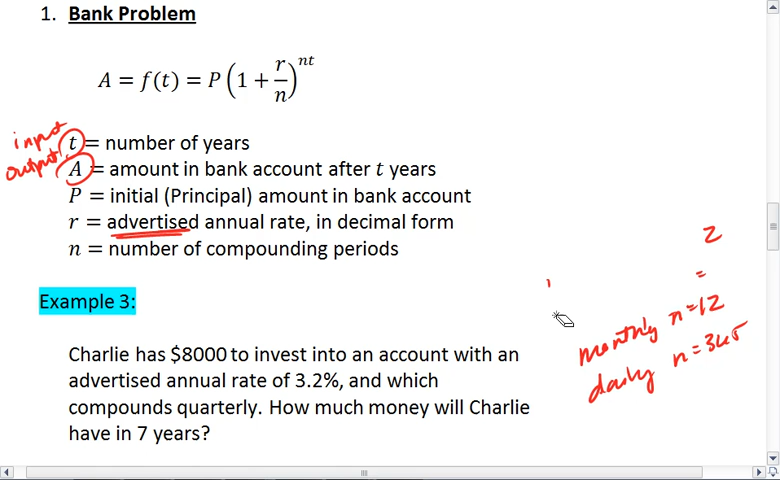 1. Bank Problem
A = f(t) = P(1 + r/n)^nt
input
t = number of years
output
A = amount in bank account after t years
P = initial (Principal) amount in bank account
r = advertised annual rate, in decimal form
n = number of compounding periods
2
=
monthly n=12
daily n=365
Example 3:
Charlie has $8000 to invest into an account with an
advertised annual rate of 3.2%, and which
compounds quarterly. How much money will Charlie
have in 7 years?